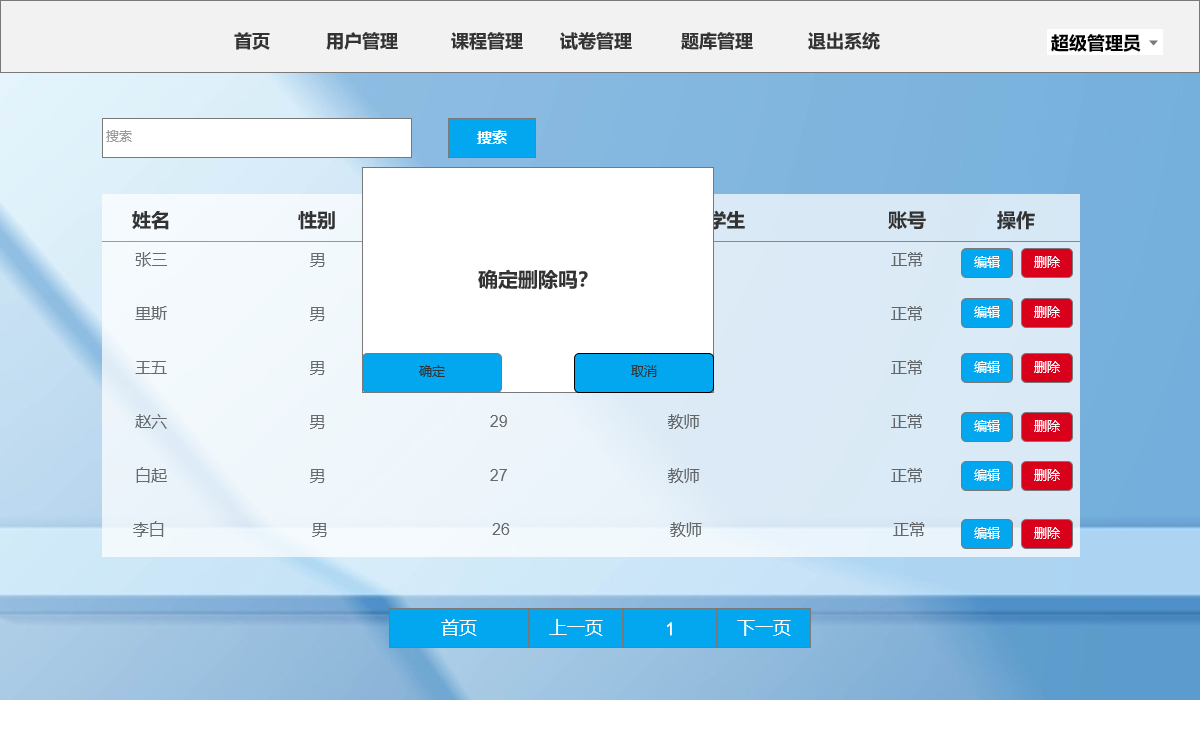 首页 用户管理 课程管理 试卷管理 题库管理 退出系统 超级管理员
搜索 搜索
姓名 性别 学生 账号 操作
张三 男 正常 编辑 删除
确定删除吗?
里斯 男 正常 编辑 删除
王五 男 正常 编辑 删除
确定 取消
赵六 男 29 教师 正常 编辑 删除
白起 男 27 教师 正常 编辑 删除
李白 男 26 教师 正常 编辑 删除
首页 上一页 1 下一页